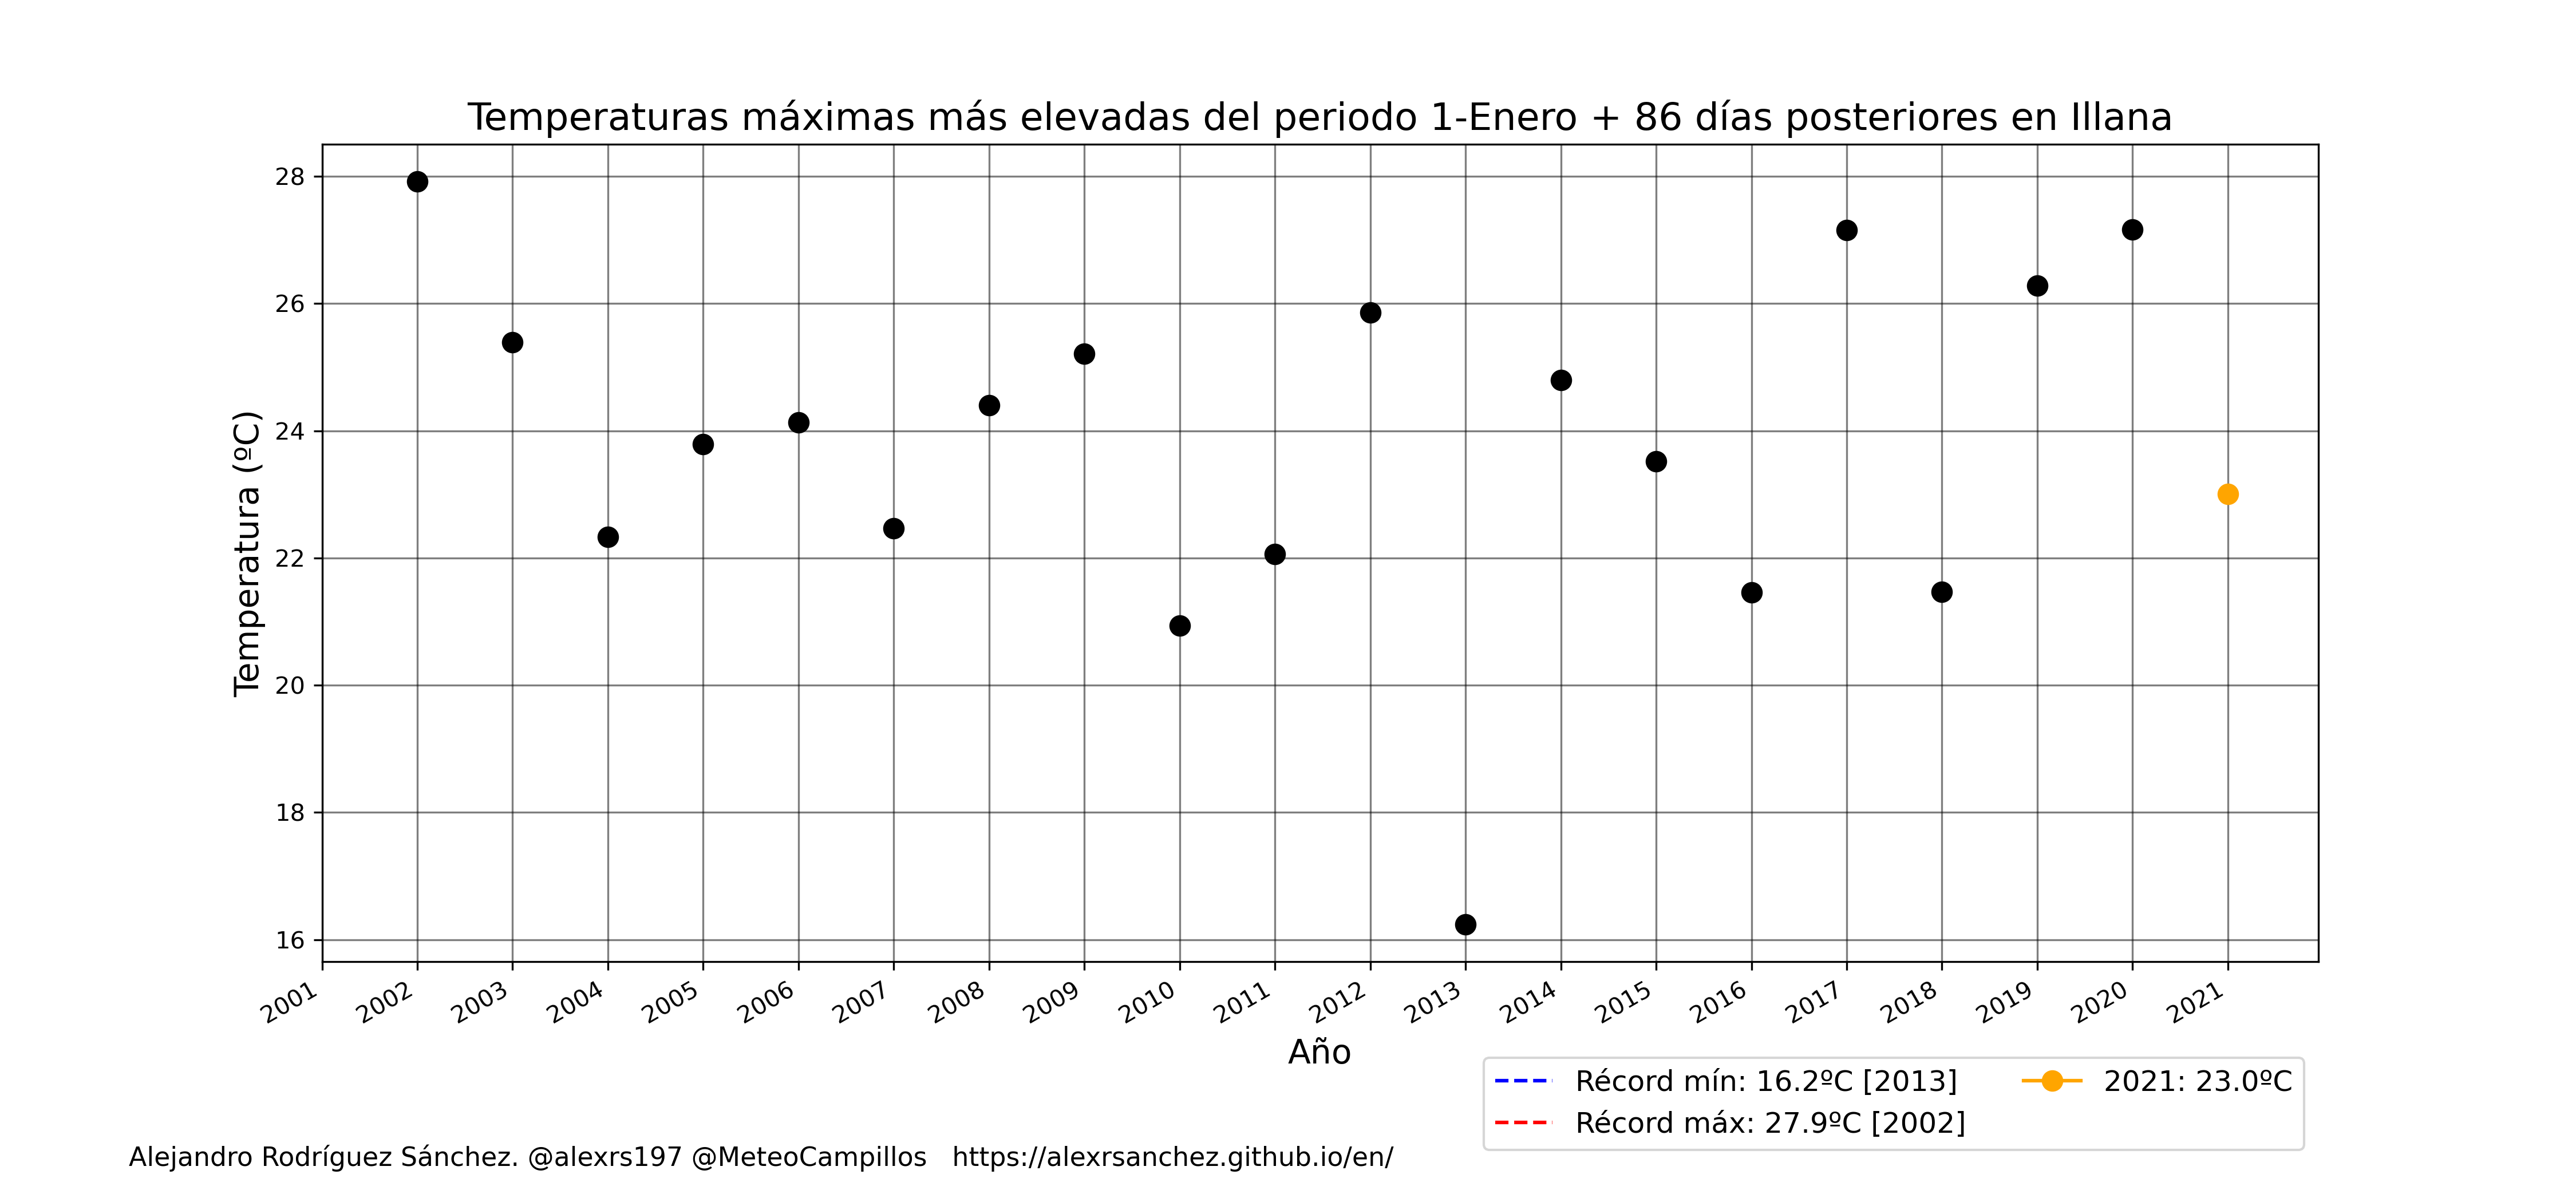 Temperaturas máximas más elevadas del periodo 1-Enero + 86 días posteriores en Illana
Temperatura (ºC)
28
26
24
22
20
18
16
2001 2002 2003 2004 2005 2006 2007 2008 2009 2010 2011 2012 2013 2014 2015 2016 2017 2018 2019 2020 2021
Año
Récord mín: 16.2ºC [2013] 2021: 23.0ºC
Récord máx: 27.9ºC [2002]
Alejandro Rodríguez Sánchez. @alexrs197 @MeteoCampillos https://alexrsanchez.github.io/en/